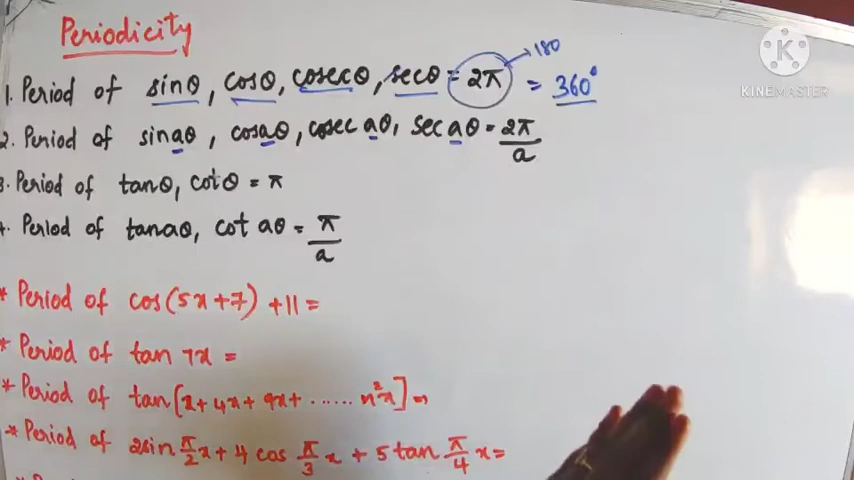 Periodicity
KINEMASTER
1. Period of sinθ, cosθ, cosecθ, secθ = 2π → 180 = 360°
2. Period of sinaθ, cosaθ, cosec aθ, sec aθ = 2π/a
3. Period of tanθ, cotθ = π
4. Period of tanaθ, cot aθ = π/a
* Period of cos(5x+7) + 11 =
* Period of tan 7x =
* Period of tan[x+4x+9x+ ...... n²x] =
* Period of 2sin π/2 x + 4 cos π/3 x + 5 tan π/4 x =